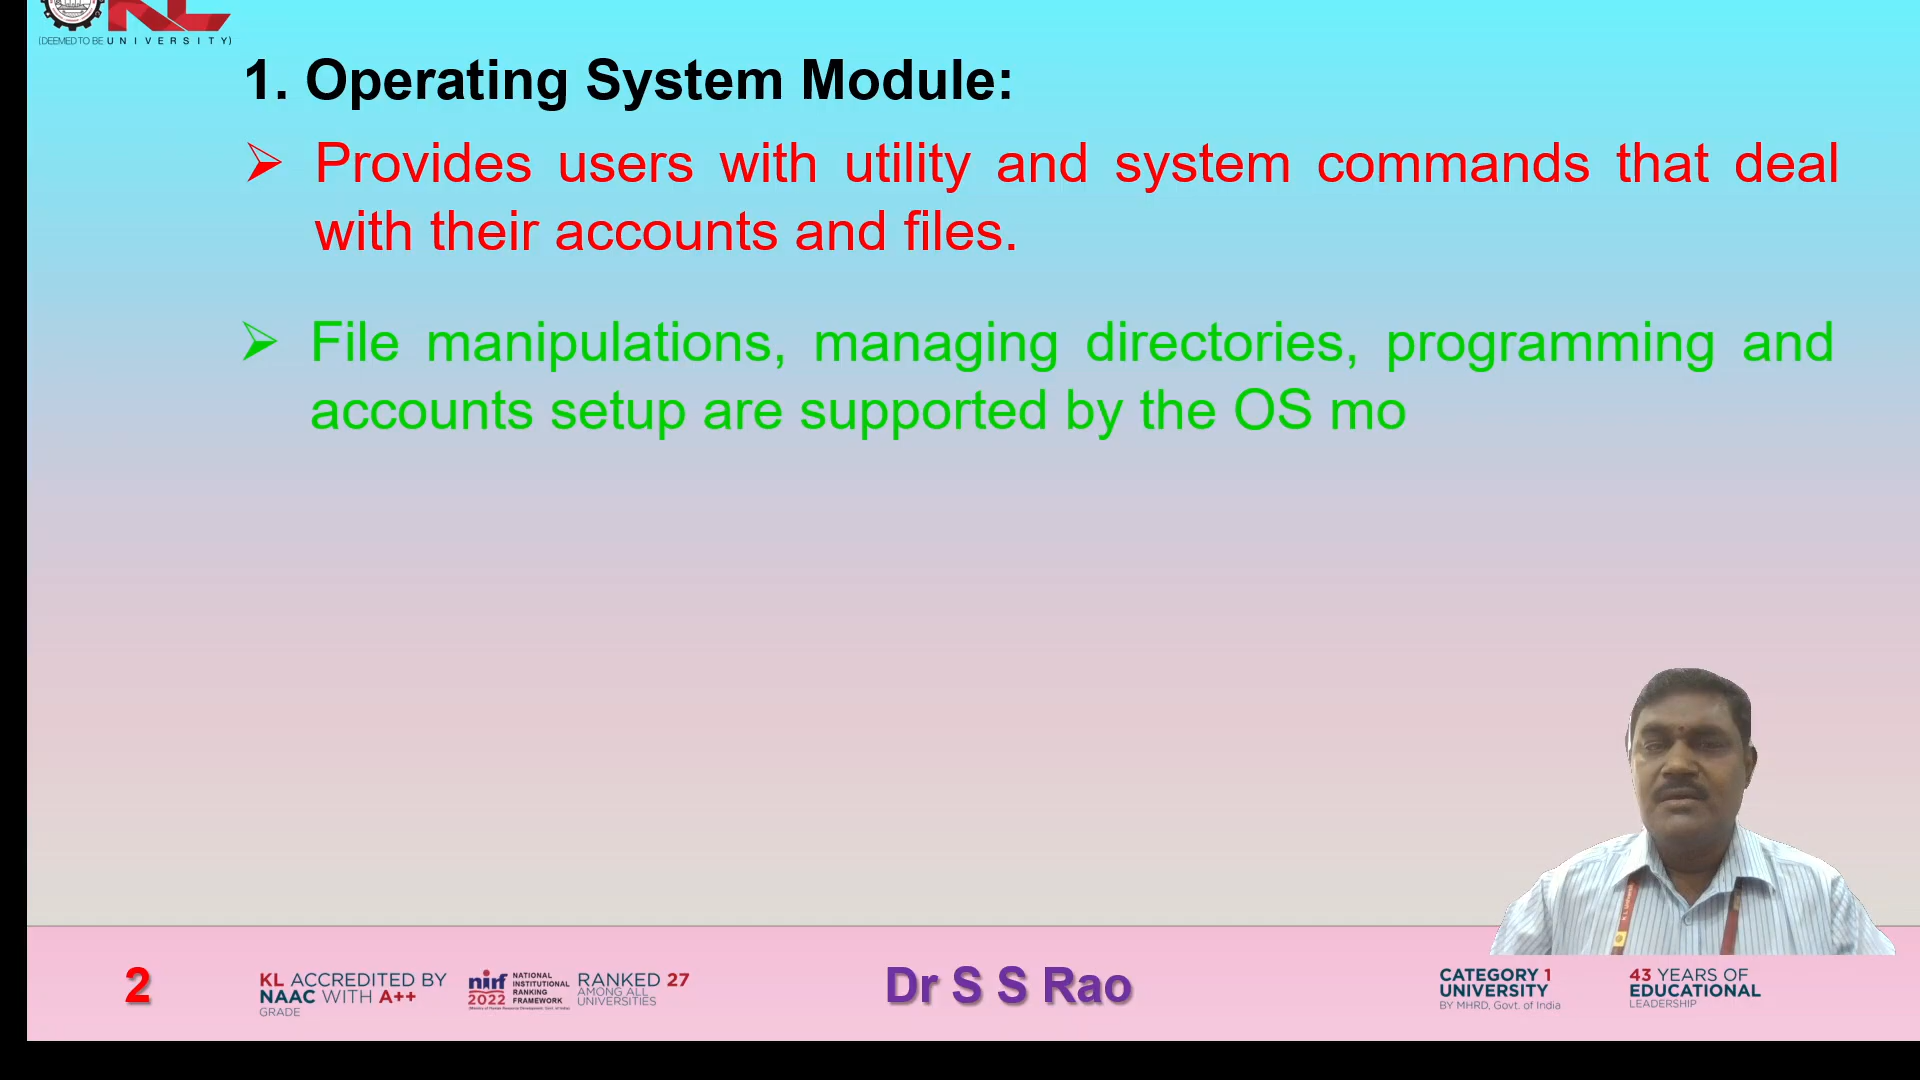 KL
(DEEMED TO BE UNIVERSITY)
1. Operating System Module:
➢ Provides users with utility and system commands that deal
with their accounts and files.
➢ File manipulations, managing directories, programming and
accounts setup are supported by the OS mo
2
KL ACCREDITED BY
NAAC WITH A++
GRADE
nirf
2022
NATIONAL
INSTITUTIONAL
RANKING
FRAMEWORK
RANKED 27
AMONG ALL
UNIVERSITIES
Dr S S Rao
CATEGORY 1
UNIVERSITY
BY MHRD, Govt. of India
43 YEARS OF
EDUCATIONAL
LEADERSHIP